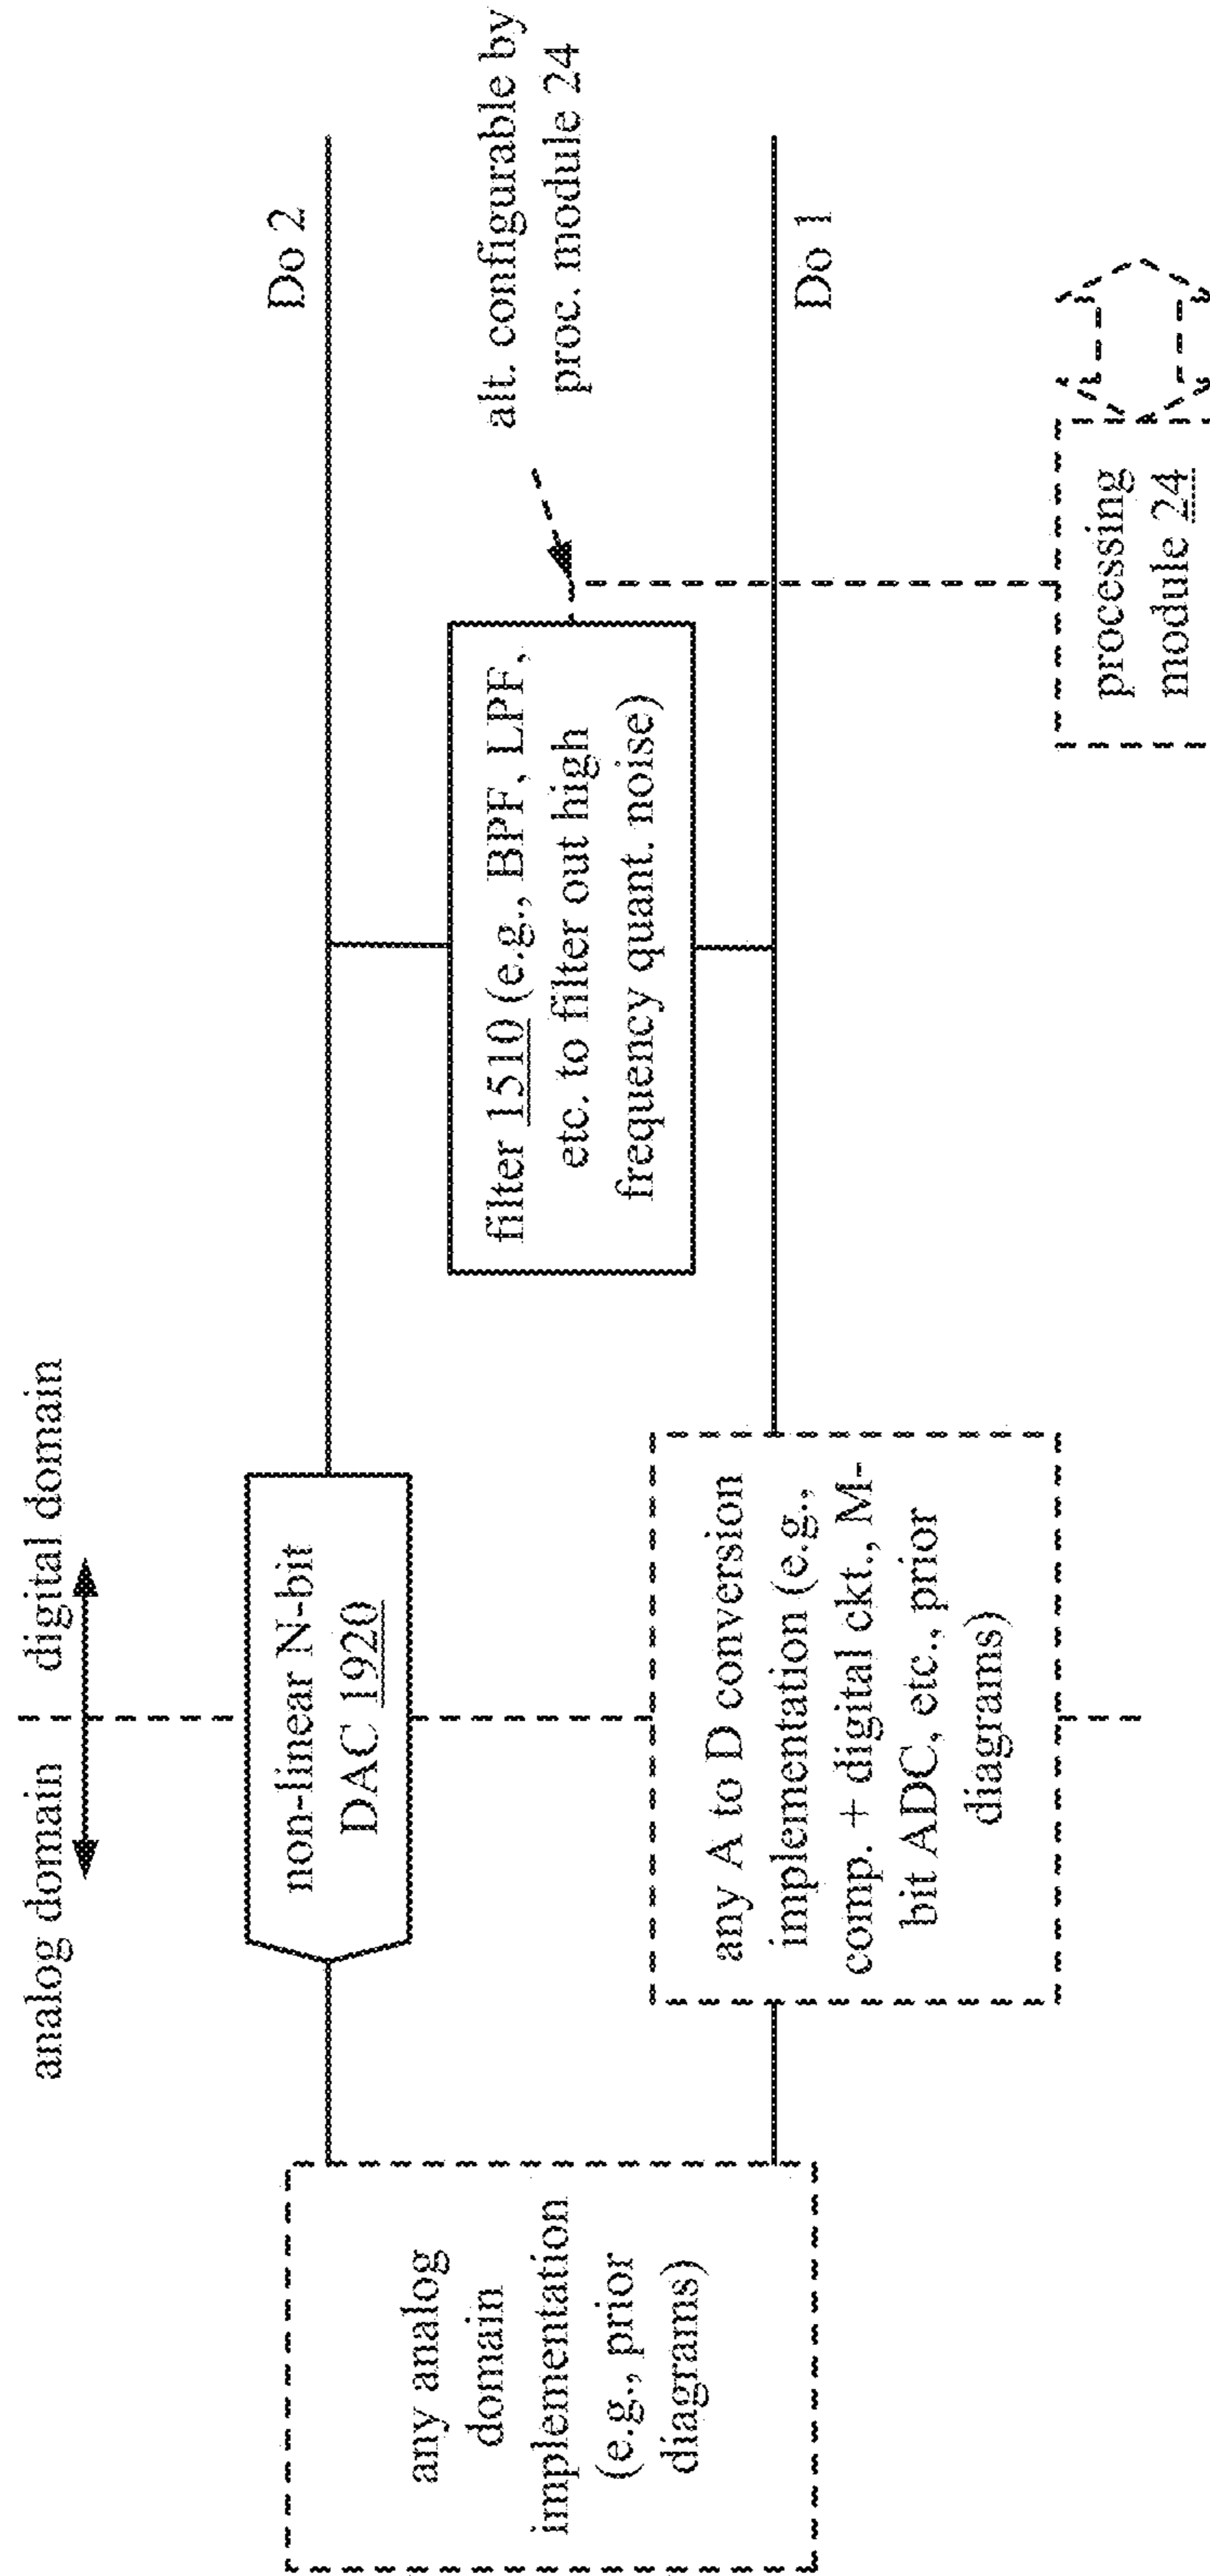 analog domain
digital domain
any analog
domain
implementation
(e.g., prior
diagrams)
non-linear N-bit
DAC 1920
Do 2
any A to D conversion
implementation (e.g.,
comp. + digital ckt., M-
bit ADC, etc., prior
diagrams)
filter 1510 (e.g., BPF, LPF,
etc. to filter out high
frequency quant. noise)
alt. configurable by
proc. module 24
Do 1
processing
module 24